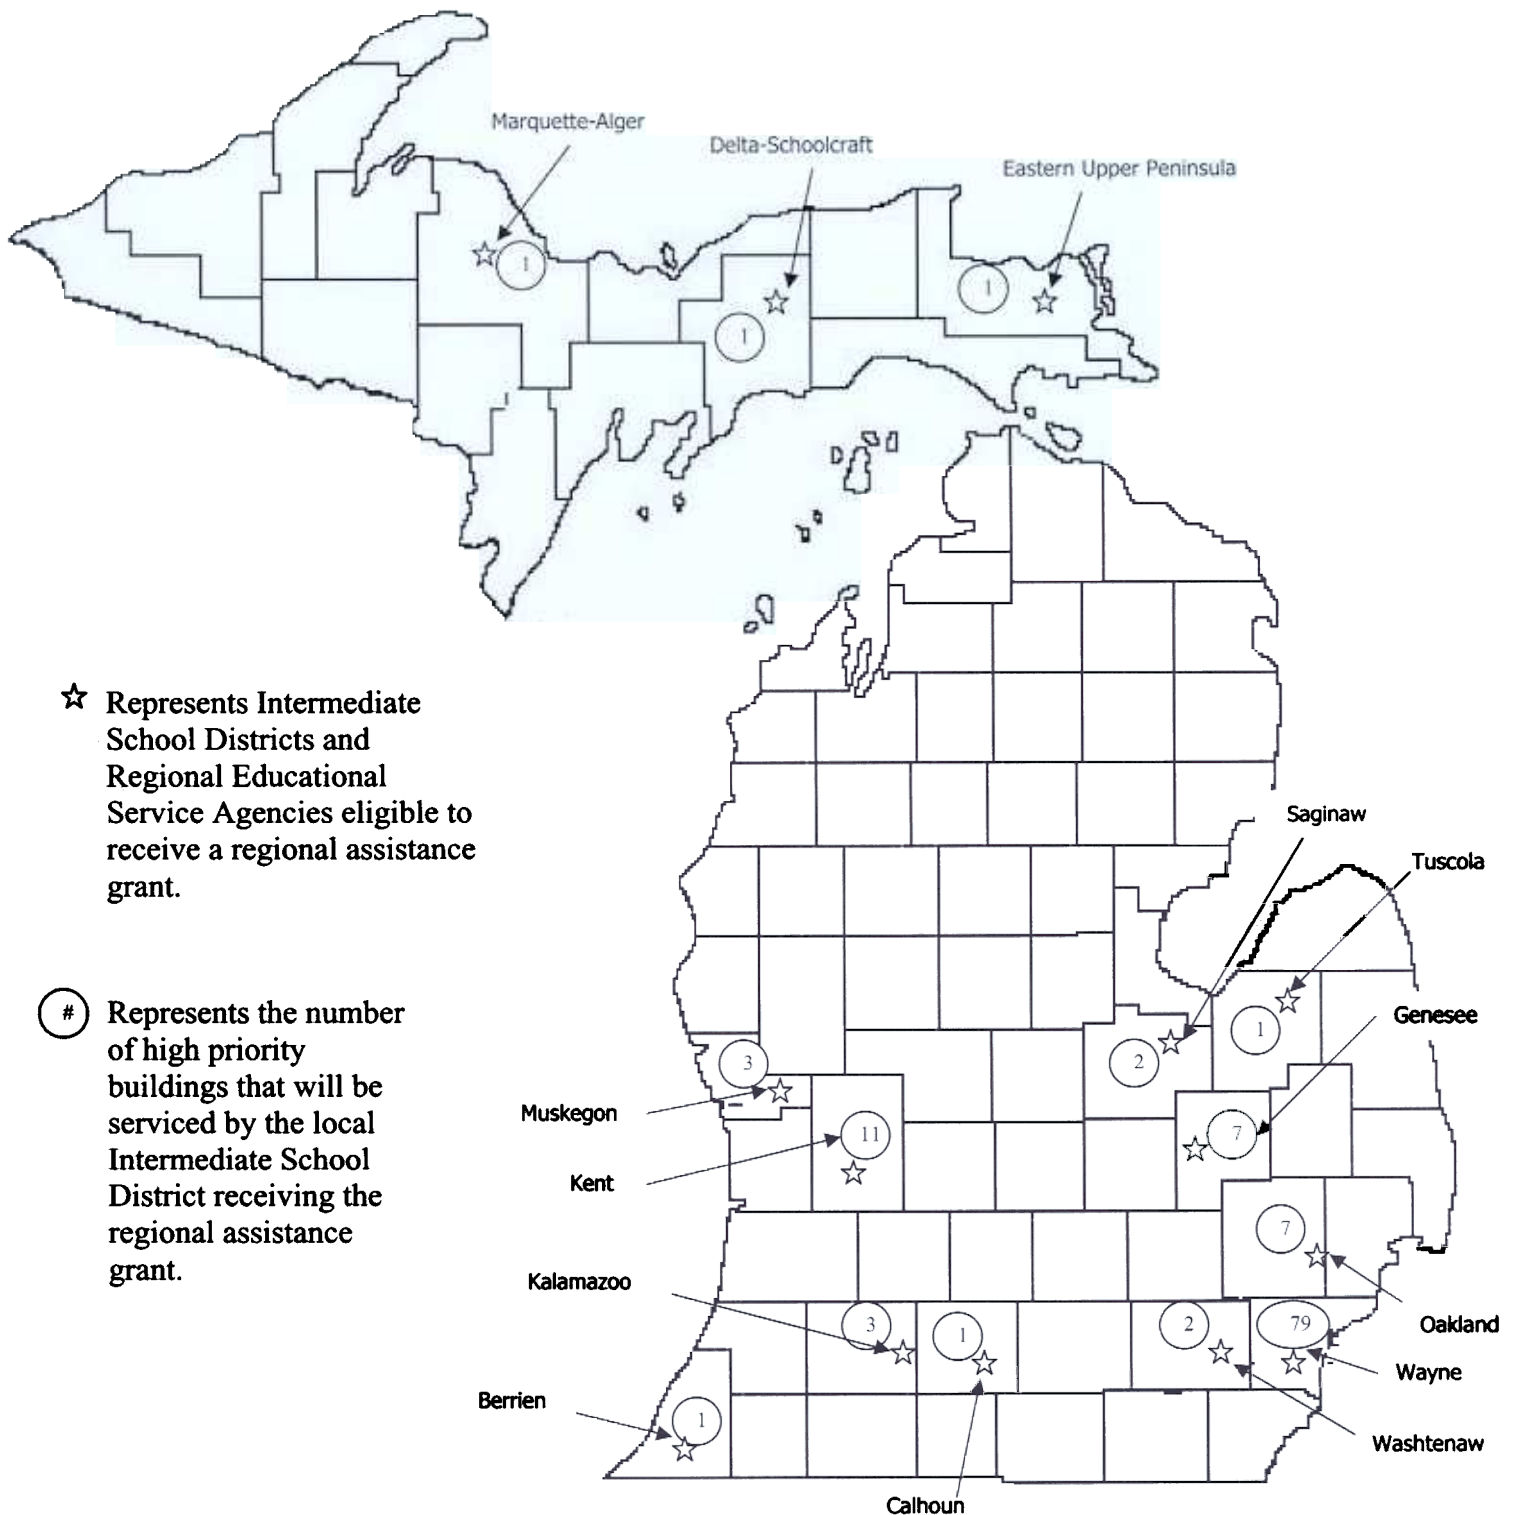 Marquette-Alger
Delta-Schoolcraft
Eastern Upper Peninsula
1
1
1
☆ Represents Intermediate
School Districts and
Regional Educational
Service Agencies eligible to
receive a regional assistance
grant.
# Represents the number
of high priority
buildings that will be
serviced by the local
Intermediate School
District receiving the
regional assistance
grant.
Saginaw
Tuscola
Genesee
1
2
3
Muskegon
11
7
Kent
7
Kalamazoo
Oakland
3
1
2
79
Wayne
Berrien
1
Washtenaw
Calhoun